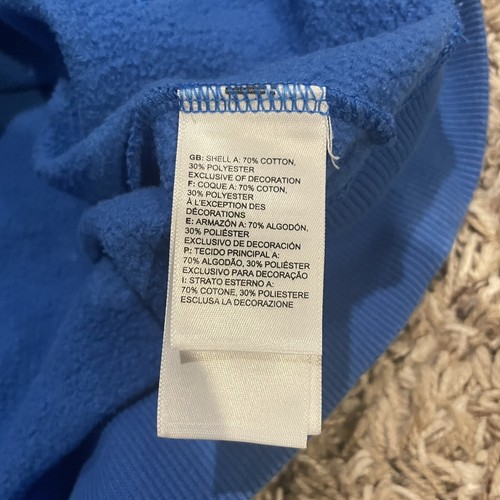 GB: SHELL A: 70% COTTON,
30% POLYESTER
EXCLUSIVE OF DECORATION
F: COQUE A: 70% COTON,
30% POLYESTER
À L'EXCEPTION DES
DÉCORATIONS
E: ARMAZÓN A: 70% ALGODÓN,
30% POLIÉSTER
EXCLUSIVO DE DECORACIÓN
P: TECIDO PRINCIPAL A:
70% ALGODÃO, 30% POLIÉSTER
EXCLUSIVO PARA DECORAÇÃO
I: STRATO ESTERNO A:
70% COTONE, 30% POLIESTERE
ESCLUSA LA DECORAZIONE